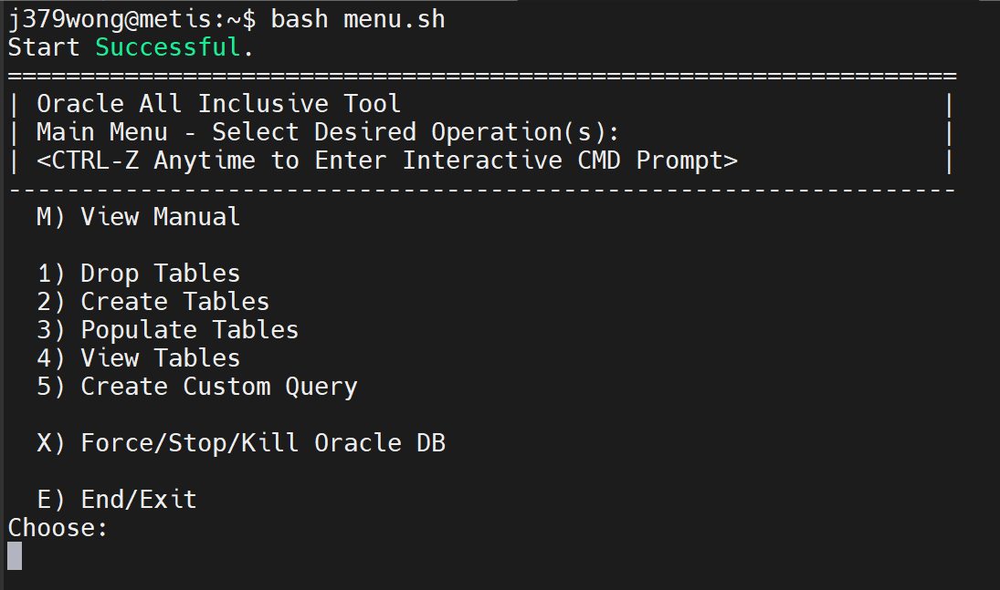 j379wong@metis:~$ bash menu.sh
Start Successful.
=================================================================
| Oracle All Inclusive Tool                                     |
| Main Menu - Select Desired Operation(s):                      |
| <CTRL-Z Anytime to Enter Interactive CMD Prompt>              |
-----------------------------------------------------------------
  M) View Manual

  1) Drop Tables
  2) Create Tables
  3) Populate Tables
  4) View Tables
  5) Create Custom Query

  X) Force/Stop/Kill Oracle DB

  E) End/Exit
Choose: